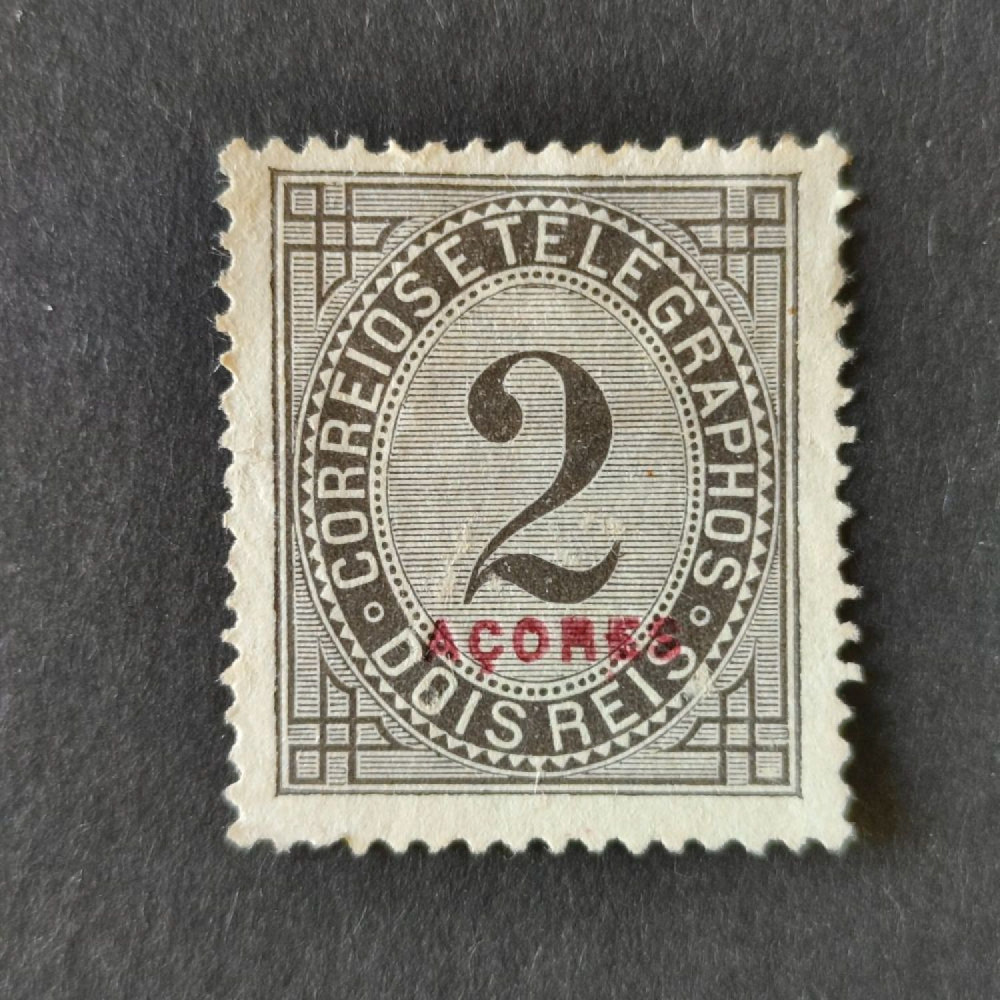 CORREIOS E TELEGRAPHOS
2
AÇORES
DOIS REIS